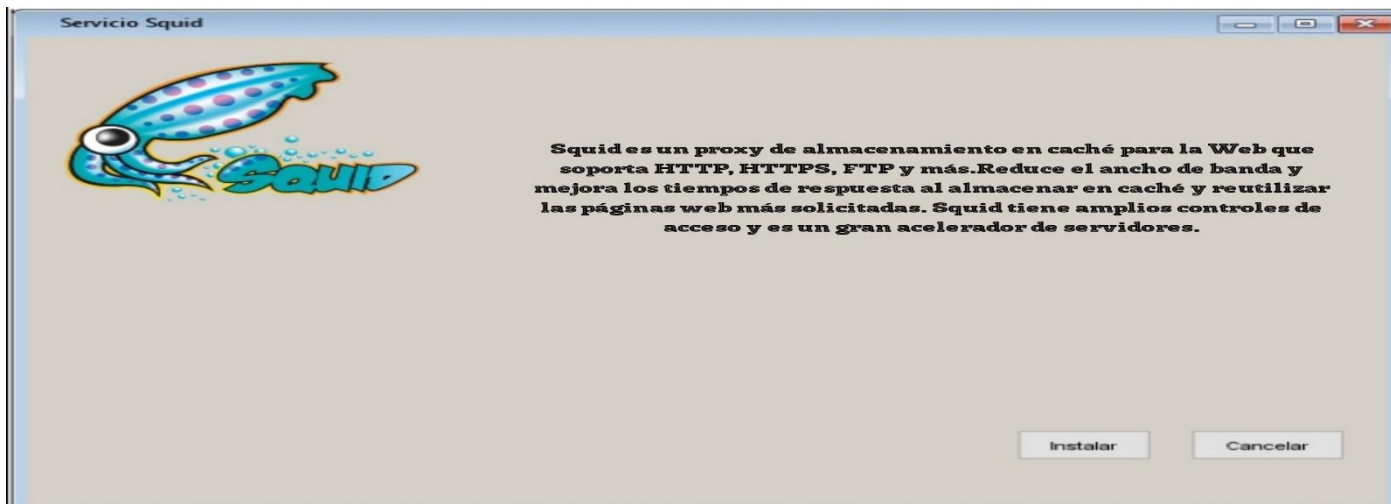 Servicio Squid
Squid
Squid es un proxy de almacenamiento en caché para la Web que
soporta HTTP, HTTPS, FTP y más.Reduce el ancho de banda y
mejora los tiempos de respuesta al almacenar en caché y reutilizar
las páginas web más solicitadas. Squid tiene amplios controles de
acceso y es un gran acelerador de servidores.
Instalar
Cancelar